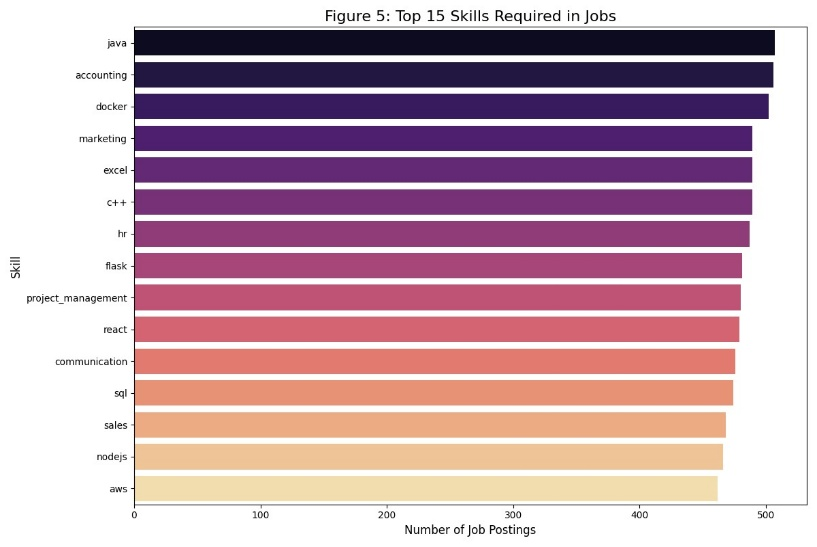 Figure 5: Top 15 Skills Required in Jobs
java
accounting
docker
marketing
excel
c++
hr
flask
project_management
react
communication
sql
sales
nodejs
aws
Skill
0 100 200 300 400 500
Number of Job Postings